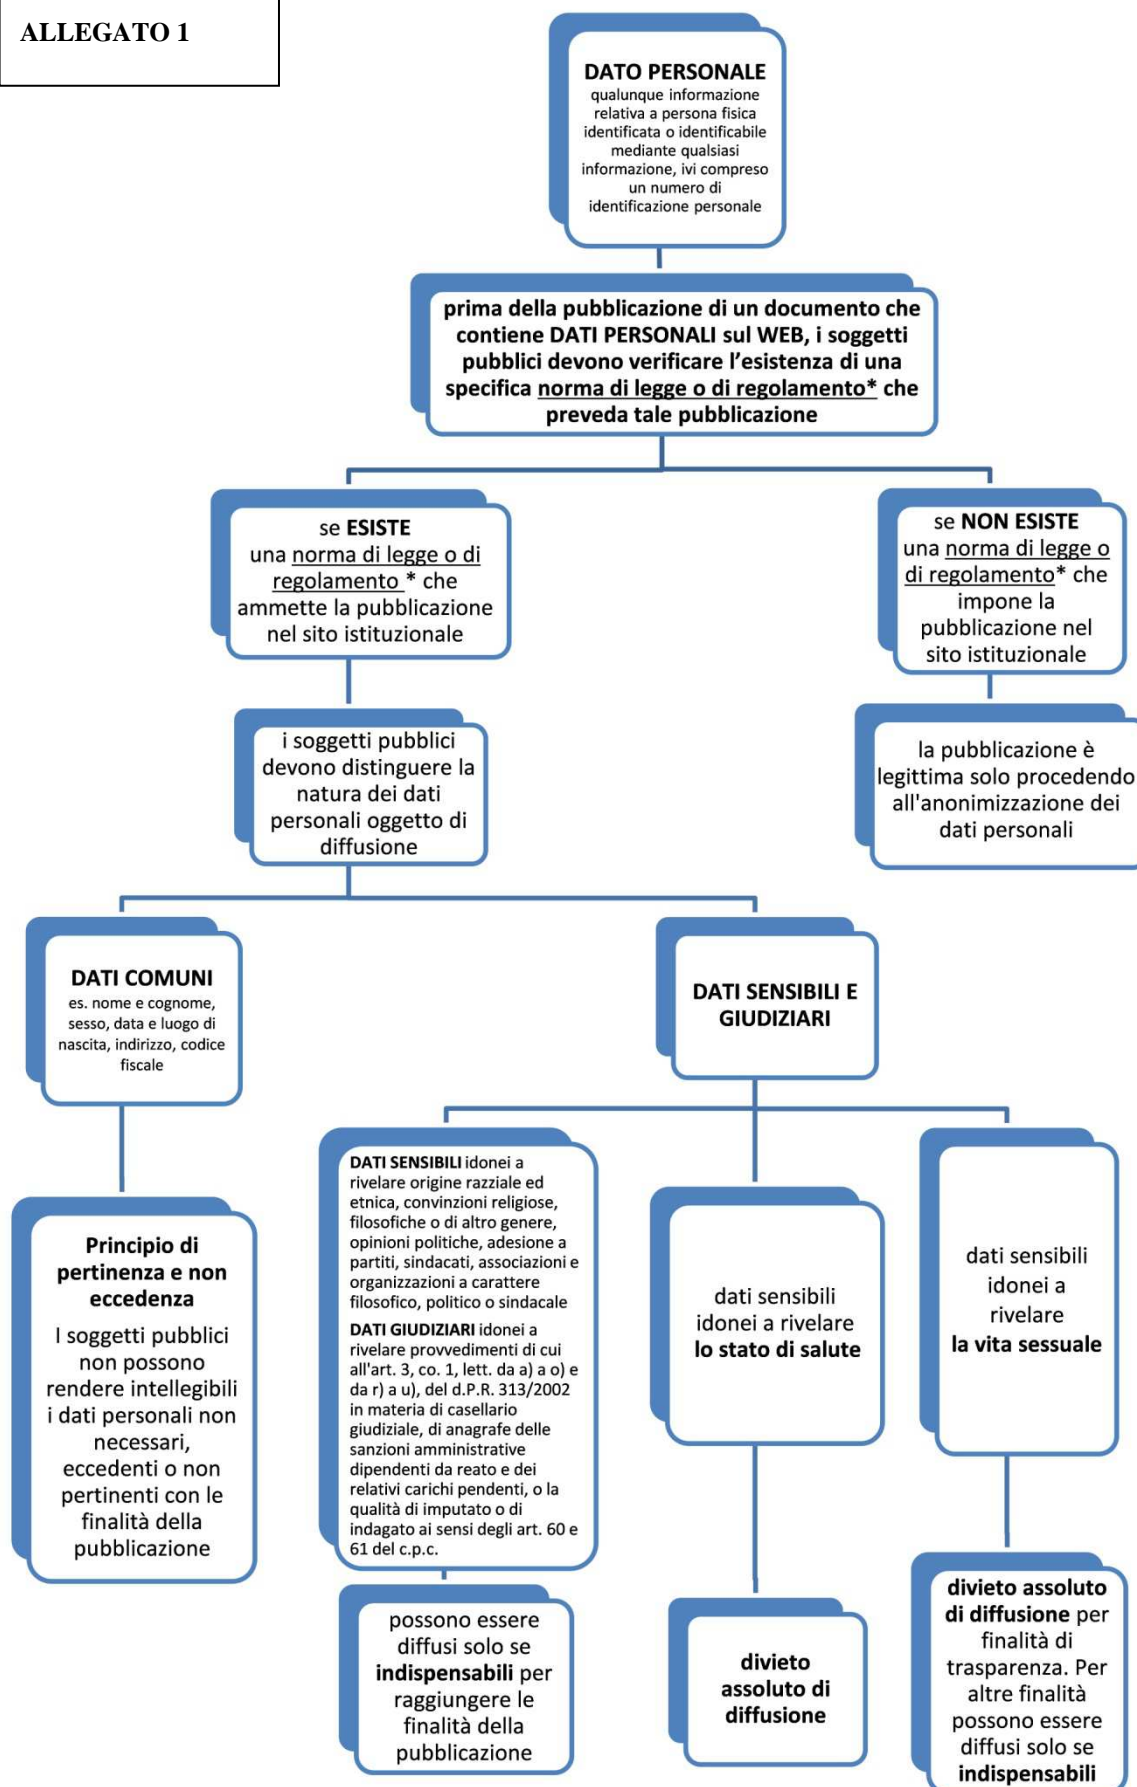 ALLEGATO 1
DATO PERSONALE
qualunque informazione
relativa a persona fisica
identificata o identificabile
mediante qualsiasi
informazione, ivi compreso
un numero di
identificazione personale
prima della pubblicazione di un documento che
contiene DATI PERSONALI sul WEB, i soggetti
pubblici devono verificare l’esistenza di una
specifica norma di legge o di regolamento* che
preveda tale pubblicazione
se ESISTE
una norma di legge o di
regolamento * che
ammette la pubblicazione
nel sito istituzionale
se NON ESISTE
una norma di legge o
di regolamento* che
impone la
pubblicazione nel
sito istituzionale
i soggetti pubblici
devono distinguere la
natura dei dati
personali oggetto di
diffusione
la pubblicazione è
legittima solo procedendo
all'anonimizzazione dei
dati personali
DATI COMUNI
es. nome e cognome,
sesso, data e luogo di
nascita, indirizzo, codice
fiscale
DATI SENSIBILI E
GIUDIZIARI
Principio di
pertinenza e non
eccedenza
I soggetti pubblici
non possono
rendere intellegibili
i dati personali non
necessari,
eccedenti o non
pertinenti con le
finalità della
pubblicazione
DATI SENSIBILI idonei a
rivelare origine razziale ed
etnica, convinzioni religiose,
filosofiche o di altro genere,
opinioni politiche, adesione a
partiti, sindacati, associazioni e
organizzazioni a carattere
filosofico, politico o sindacale
DATI GIUDIZIARI idonei a
rivelare provvedimenti di cui
all'art. 3, co. 1, lett. da a) a o) e
da r) a u), del d.P.R. 313/2002
in materia di casellario
giudiziale, di anagrafe delle
sanzioni amministrative
dipendenti da reato e dei
relativi carichi pendenti, o la
qualità di imputato o di
indagato ai sensi degli art. 60 e
61 del c.p.c.
dati sensibili
idonei a rivelare
lo stato di salute
dati sensibili
idonei a
rivelare
la vita sessuale
possono essere
diffusi solo se
indispensabili per
raggiungere le
finalità della
pubblicazione
divieto
assoluto di
diffusione
divieto assoluto
di diffusione per
finalità di
trasparenza. Per
altre finalità
possono essere
diffusi solo se
indispensabili